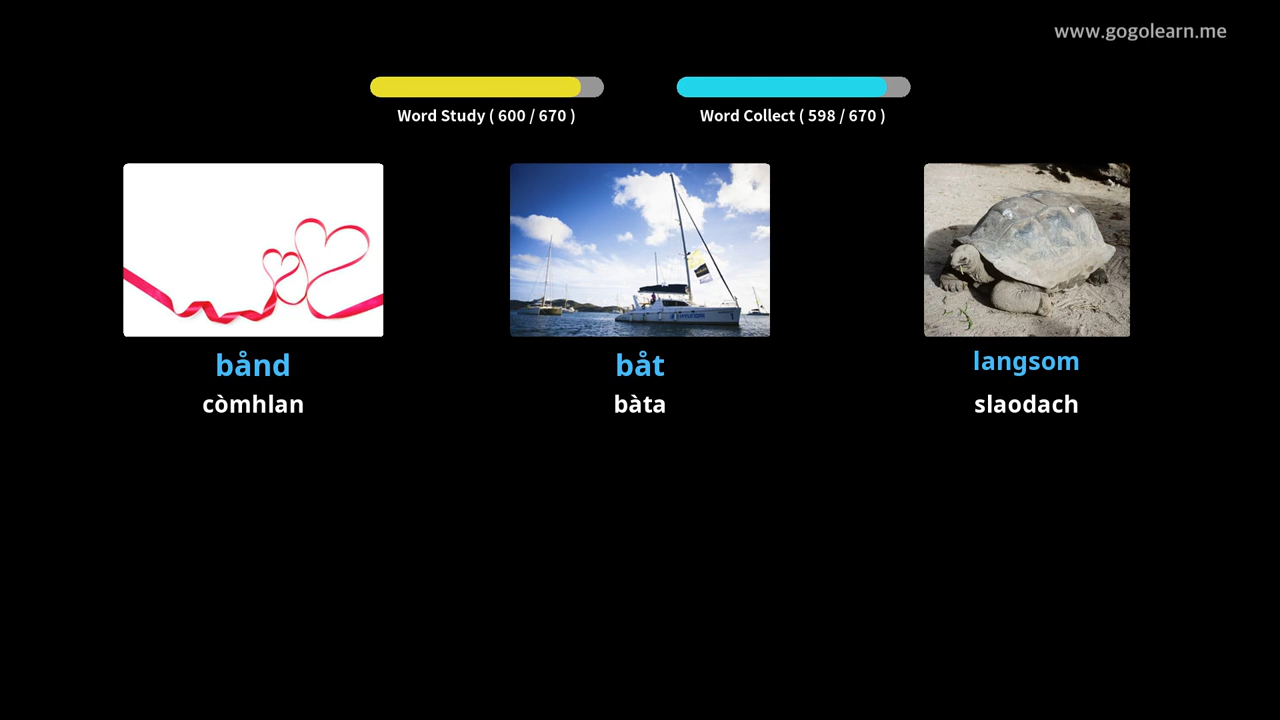 www.gogolearn.me
Word Study ( 600 / 670 )
Word Collect ( 598 / 670 )
bånd
båt
langsom
còmhlan
bàta
slaodach